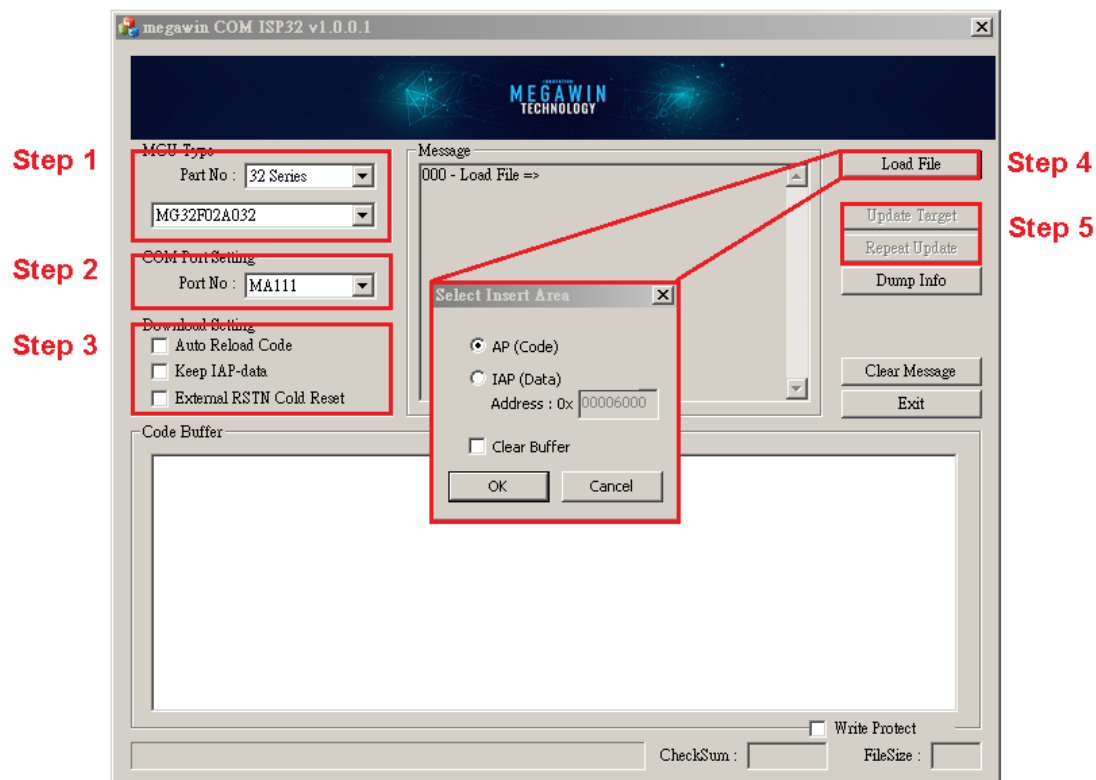 megawin COM ISP32 v1.0.0.1
MEGAWIN
TECHNOLOGY
Step 1
MCU Type
Part No : 32 Series
MG32F02A032
Step 2
COM Port Setting
Port No : MA111
Step 3
Download Setting
Auto Reload Code
Keep IAP-data
External RSTN Cold Reset
Message
000 - Load File =>
Select Insert Area
AP (Code)
IAP (Data)
Address : 0x 00006000
Clear Buffer
OK
Cancel
Load File
Step 4
Update Target
Repeat Update
Step 5
Dump Info
Clear Message
Exit
Code Buffer
Write Protect
CheckSum :
FileSize :